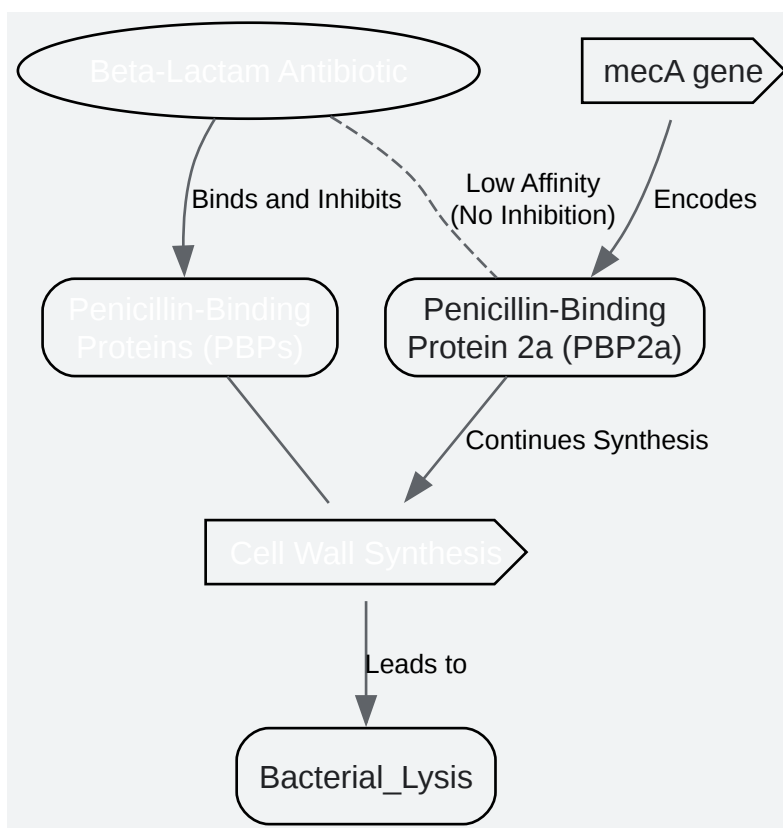 Beta-Lactam Antibiotic
mecA gene
Binds and Inhibits
Low Affinity
(No Inhibition)
Encodes
Penicillin-Binding
Proteins (PBPs)
Penicillin-Binding
Protein 2a (PBP2a)
Continues Synthesis
Cell Wall Synthesis
Leads to
Bacterial_Lysis